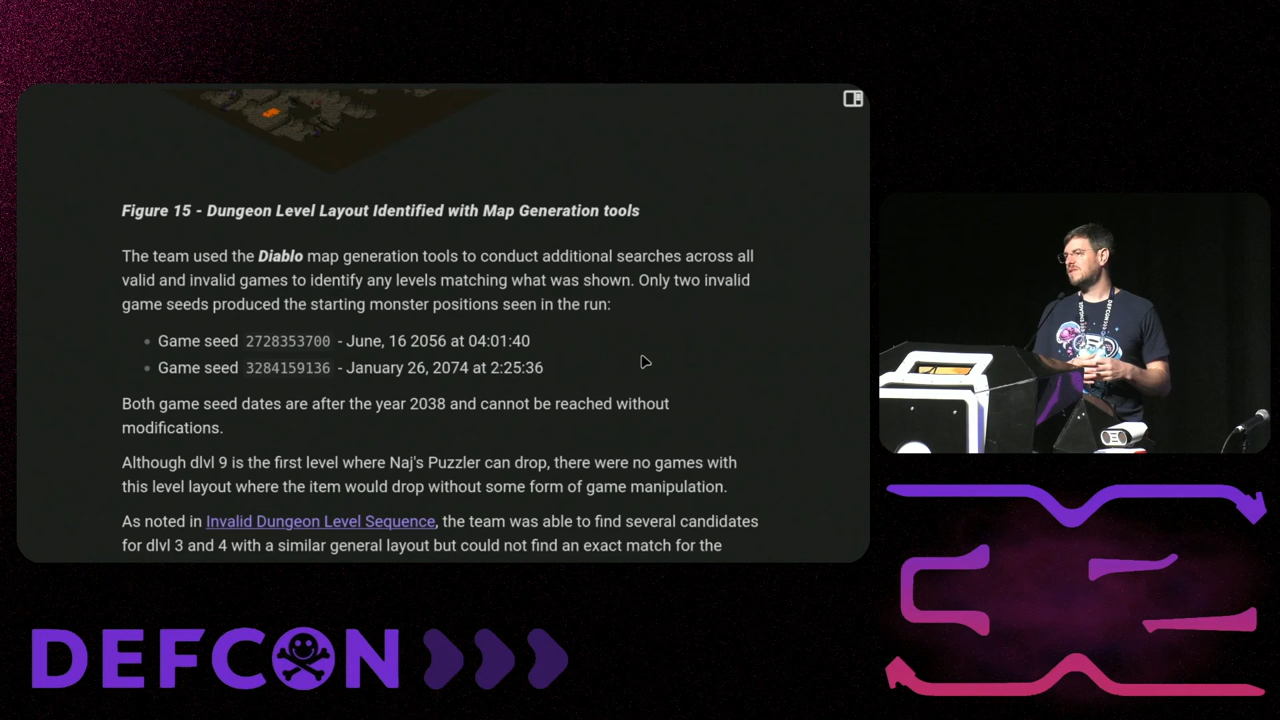 Figure 15 - Dungeon Level Layout Identified with Map Generation tools
The team used the Diablo map generation tools to conduct additional searches across all
valid and invalid games to identify any levels matching what was shown. Only two invalid
game seeds produced the starting monster positions seen in the run:
Game seed 2728353700 - June, 16 2056 at 04:01:40
Game seed 3284159136 - January 26, 2074 at 2:25:36
Both game seed dates are after the year 2038 and cannot be reached without
modifications.
Although dlvl 9 is the first level where Naj's Puzzler can drop, there were no games with
this level layout where the item would drop without some form of game manipulation.
As noted in Invalid Dungeon Level Sequence, the team was able to find several candidates
for dlvl 3 and 4 with a similar general layout but could not find an exact match for the
DEFCON